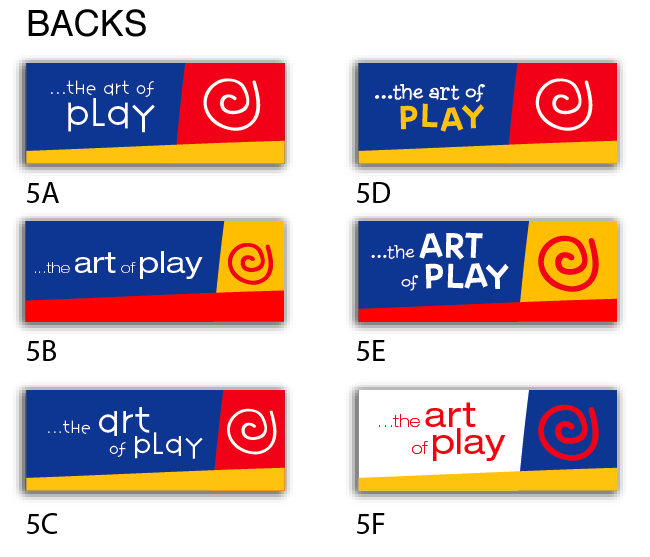 BACKS
...the art of
pLaY
5A
...the art of
PLAY
5D
...the art of play
5B
...the ART
of PLAY
5E
...the art
of pLaY
5C
...the art
of play
5F